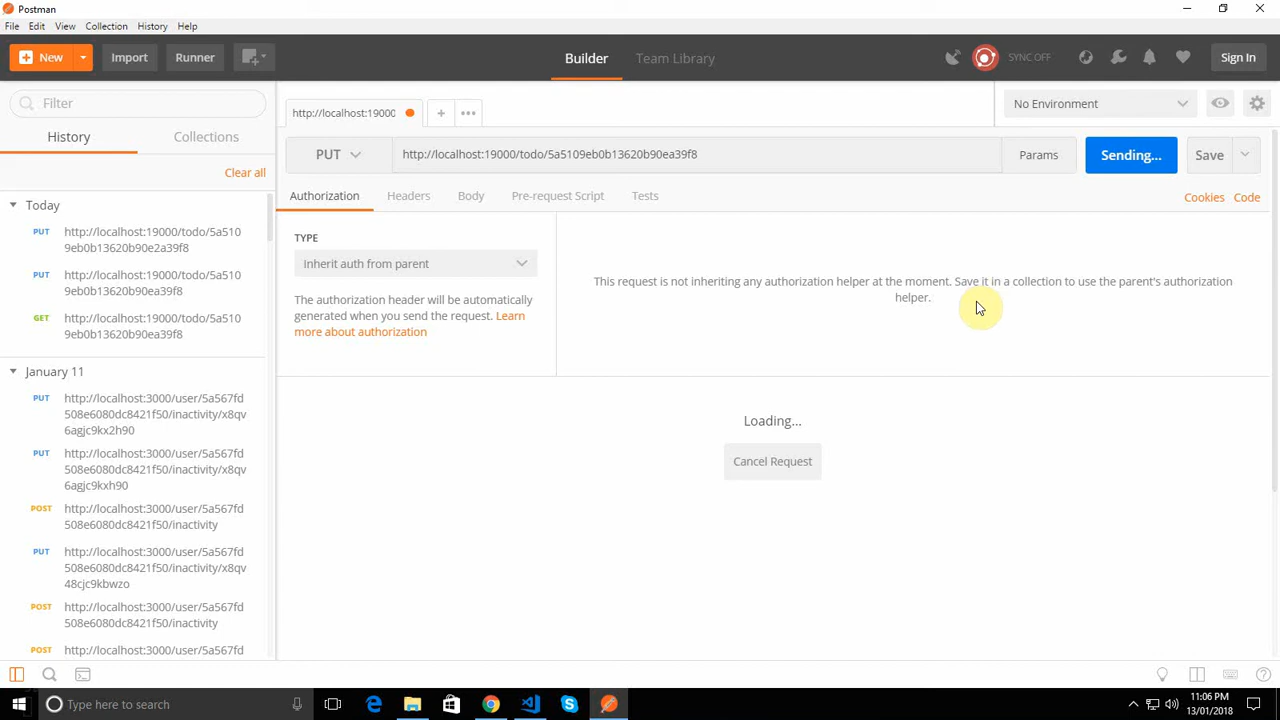 Postman
File Edit View Collection History Help
New Import Runner Builder Team Library SYNC OFF Sign In
Filter
History Collections
Clear all
Today
PUT http://localhost:19000/todo/5a510
9eb0b13620b90e2a39f8
PUT http://localhost:19000/todo/5a510
9eb0b13620b90ea39f8
GET http://localhost:19000/todo/5a510
9eb0b13620b90ea39f8
January 11
PUT http://localhost:3000/user/5a567fd
508e6080dc8421f50/inactivity/x8qv
6agjc9kx2h90
PUT http://localhost:3000/user/5a567fd
508e6080dc8421f50/inactivity/x8qv
6agjc9kxh90
POST http://localhost:3000/user/5a567fd
508e6080dc8421f50/inactivity
PUT http://localhost:3000/user/5a567fd
508e6080dc8421f50/inactivity/x8qv
48cjc9kbwzo
POST http://localhost:3000/user/5a567fd
508e6080dc8421f50/inactivity
POST http://localhost:3000/user/5a567fd
http://localhost:19000 + •••
No Environment
PUT http://localhost:19000/todo/5a5109eb0b13620b90ea39f8 Params Sending... Save
Authorization Headers Body Pre-request Script Tests Cookies Code
TYPE
Inherit auth from parent
The authorization header will be automatically
generated when you send the request. Learn
more about authorization
This request is not inheriting any authorization helper at the moment. Save it in a collection to use the parent's authorization
helper.
Loading...
Cancel Request
Type here to search
11:06 PM
13/01/2018